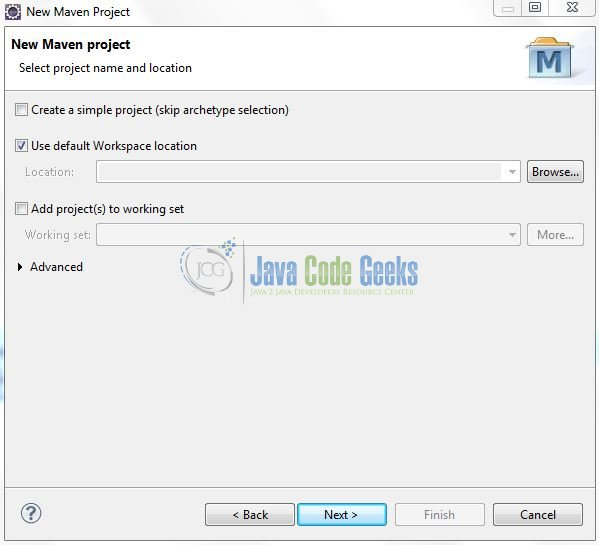 New Maven Project
New Maven project
Select project name and location
M
Create a simple project (skip archetype selection)
Use default Workspace location
Location:
Browse...
Add project(s) to working set
Working set:
More...
Advanced
JCG
Java Code Geeks
Java 2 Java Developers Resource Center
?
< Back
Next >
Finish
Cancel